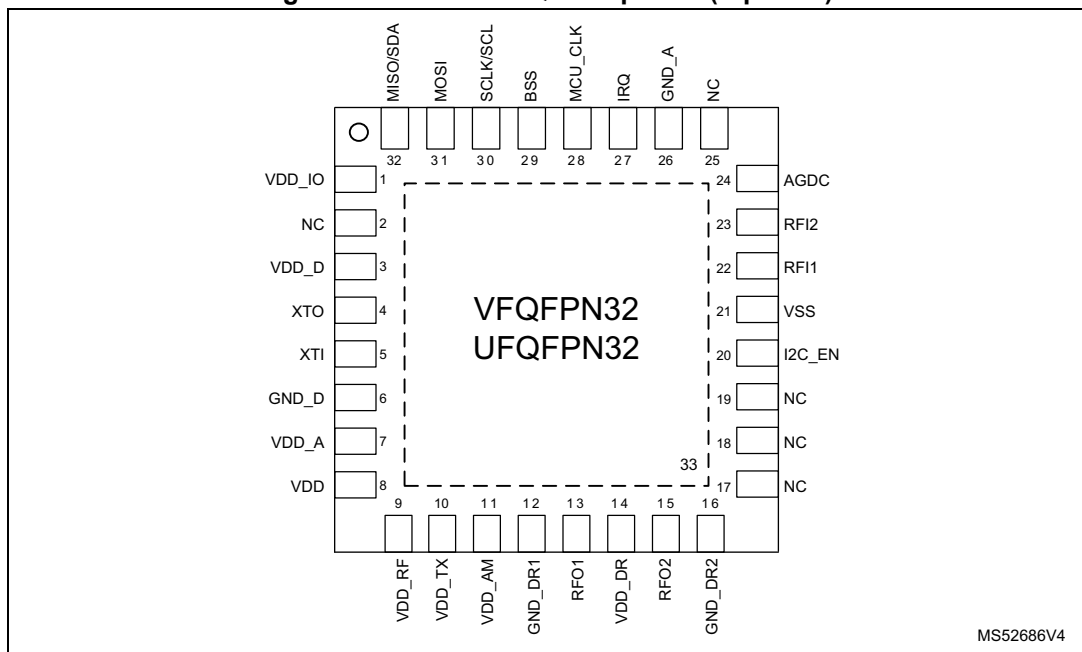 MISO/SDA
MOSI
SCLK/SCL
BSS
MCU_CLK
IRQ
GND_A
NC
32 31 30 29 28 27 26 25
VDD_IO 1
NC 2
VDD_D 3
XTO 4
XTI 5
GND_D 6
VDD_A 7
VDD 8
VFQFPN32
UFQFPN32
33
24 AGDC
23 RFI2
22 RFI1
21 VSS
20 I2C_EN
19 NC
18 NC
17 NC
9 10 11 12 13 14 15 16
VDD_RF
VDD_TX
VDD_AM
GND_DR1
RFO1
VDD_DR
RFO2
GND_DR2
MS52686V4